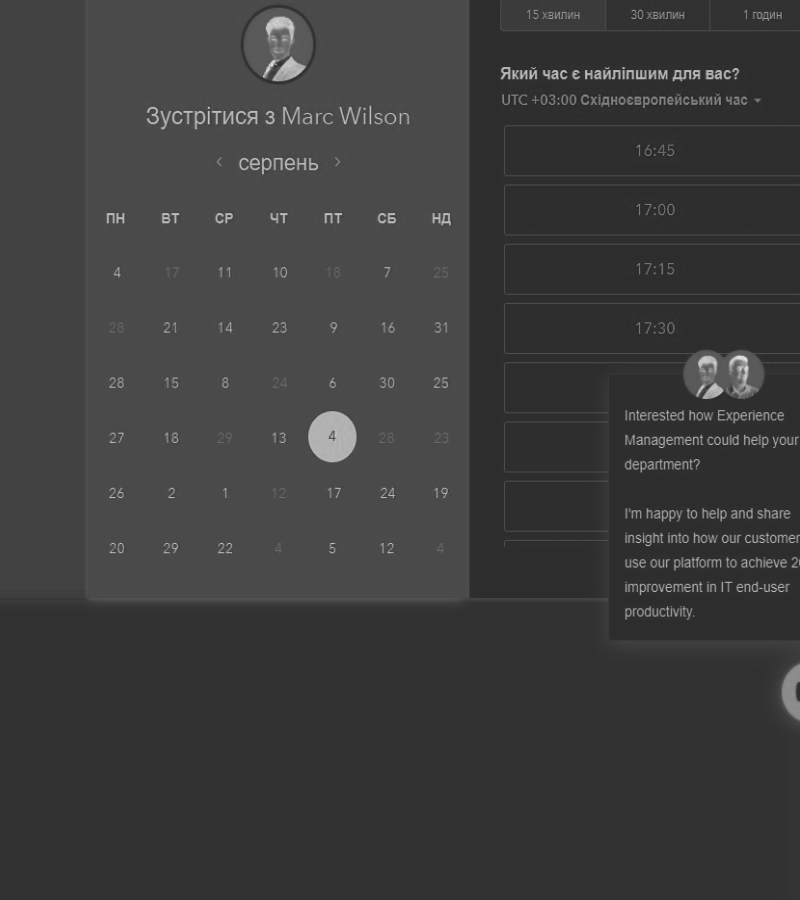 Зустрітися з Marc Wilson
‹ серпень ›
ПН ВТ СР ЧТ ПТ СБ НД
4 17 11 10 18 7 25
28 21 14 23 9 16 31
28 15 8 24 6 30 25
27 18 29 13 4 28 23
26 2 1 12 17 24 19
20 29 22 4 5 12 4
15 хвилин 30 хвилин 1 годин
Який час є найліпшим для вас?
UTC +03:00 Східноєвропейський час
16:45
17:00
17:15
17:30
Interested how Experience
Management could help your
department?
I'm happy to help and share
insight into how our customer
use our platform to achieve 2
improvement in IT end-user
productivity.